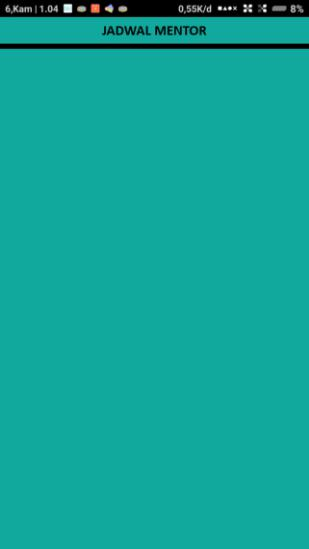 6,Kam | 1.04 0,55K/d 8%
JADWAL MENTOR